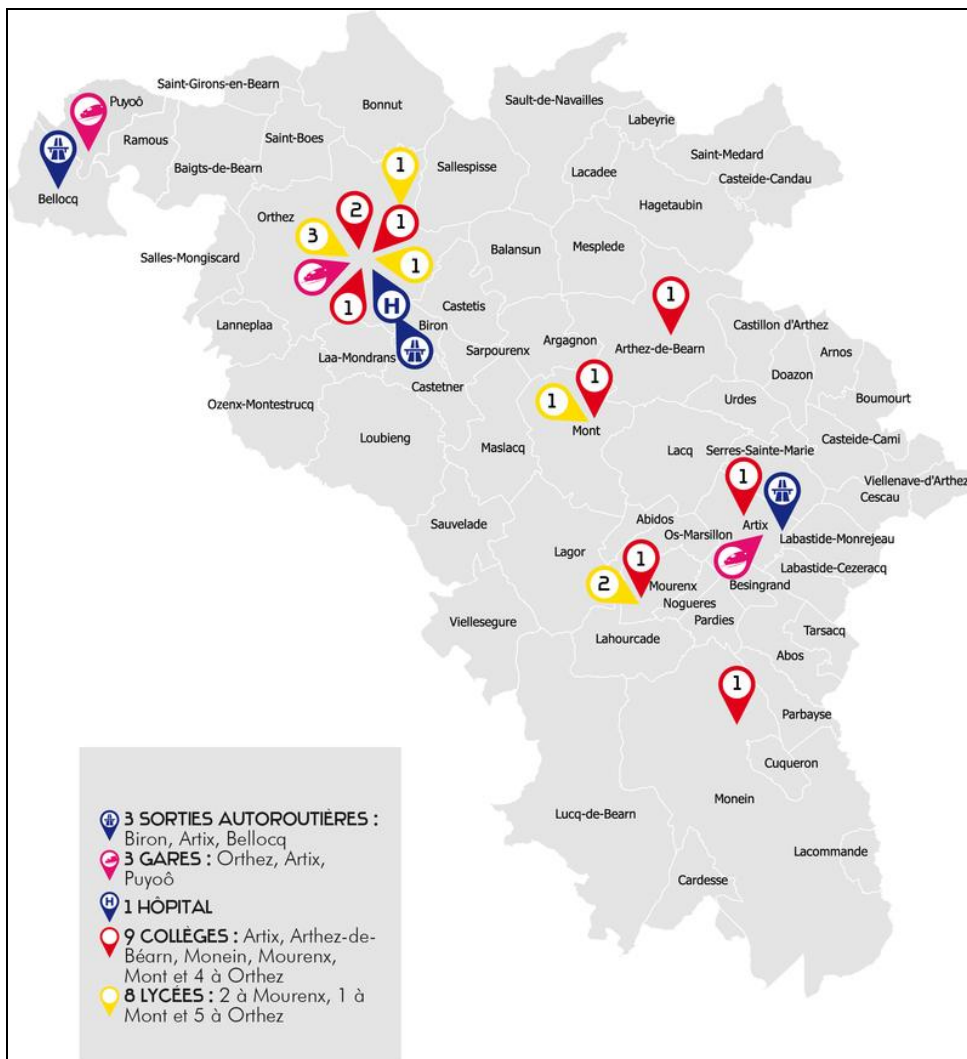 Saint-Girons-en-Bearn
Puyoô
Bonnut
Sault-de-Navailles
Labeyrie
Ramous
Saint-Boes
Baigts-de-Bearn
Sallespisse
Saint-Medard
Lacadee
Casteide-Candau
Bellocq
1
Hagetaubin
Orthez
2
1
3
Balansun
Mesplede
Salles-Mongiscard
1
1
H
1
Castetis
Lanneplaa
Biron
Castillon d'Arthez
Argagnon
Arthez-de-Bearn
Sarpourenx
Arnos
Laa-Mondrans
Castetner
Doazon
1
Ozenx-Montestrucq
1
Urdes
Boumourt
Mont
Loubieng
Maslacq
Lacq
Serres-Sainte-Marie
Casteide-Cami
1
Viellenave-d'Arthez
Cescau
Sauvelade
Abidos
Os-Marsillon
Artix
Labastide-Monrejeau
Lagor
1
Labastide-Cezeracq
2
Mourenx
Besingrand
Nogueres
Viellesegure
Pardies
Lahourcade
Tarsacq
Abos
1
Parbayse
Cuqueron
Monein
Lucq-de-Bearn
Lacommande
Cardesse
3 SORTIES AUTOROUTIÈRES :
Biron, Artix, Bellocq
3 GARES : Orthez, Artix,
Puyoô
H 1 HÔPITAL
9 COLLÈGES : Artix, Arthez-de-
Béarn, Monein, Mourenx,
Mont et 4 à Orthez
8 LYCÉES : 2 à Mourenx, 1 à
Mont et 5 à Orthez